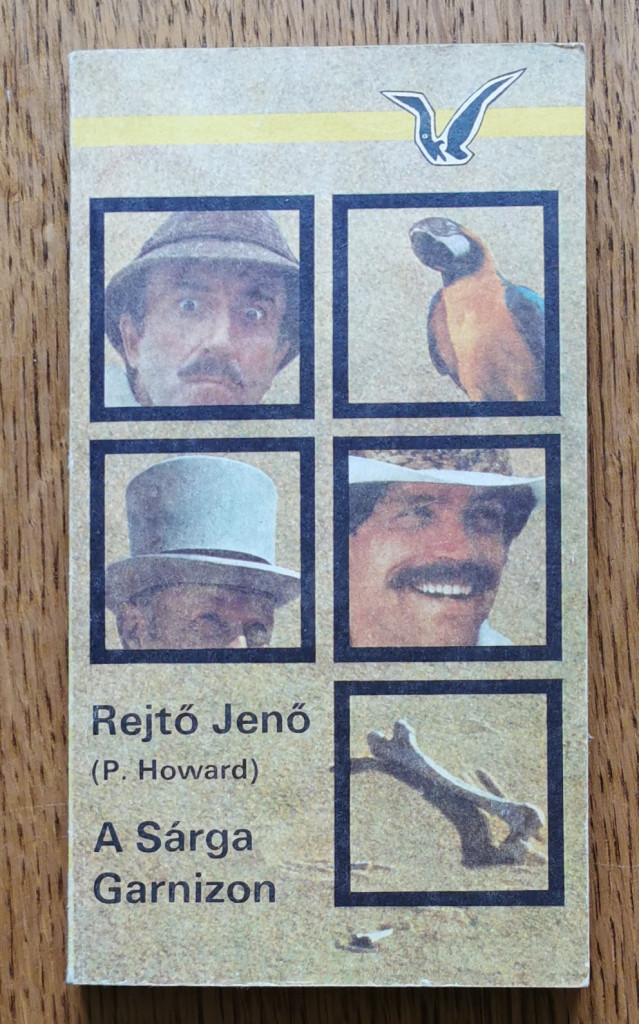 Rejtő Jenő
(P. Howard)
A Sárga
Garnizon